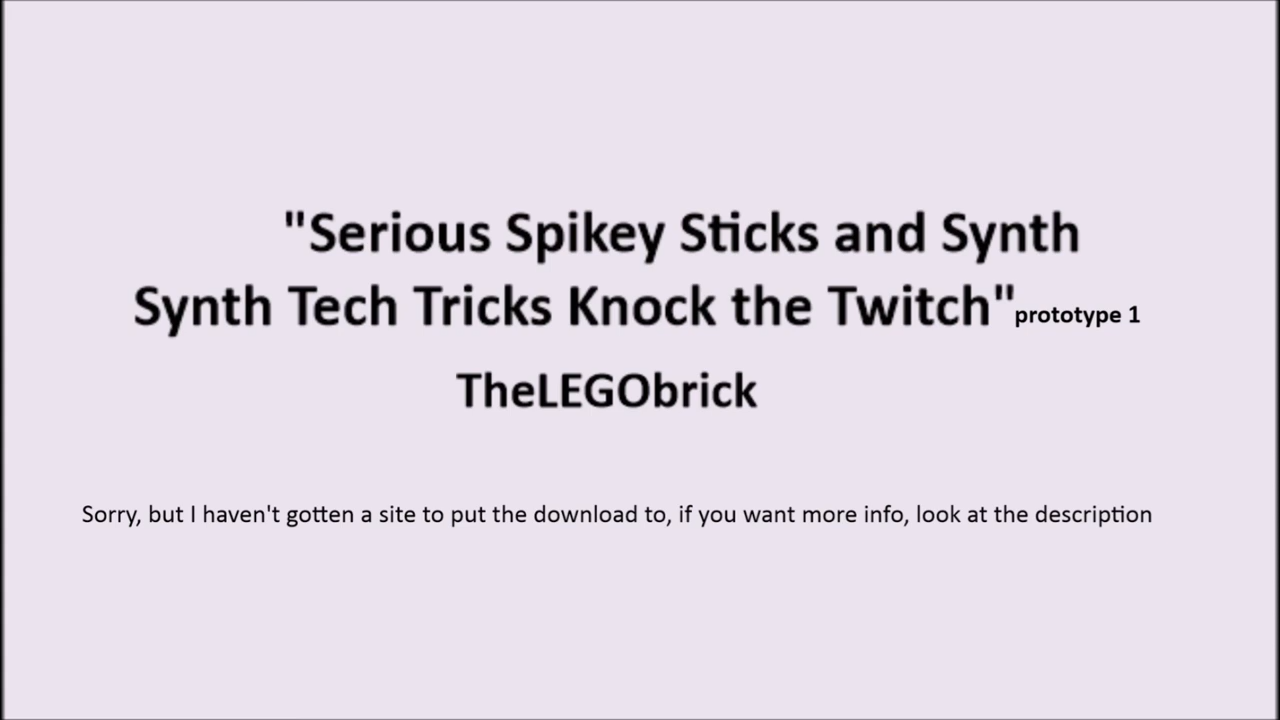 "Serious Spikey Sticks and Synth
Synth Tech Tricks Knock the Twitch"prototype 1
TheLEGObrick
Sorry, but I haven't gotten a site to put the download to, if you want more info, look at the description